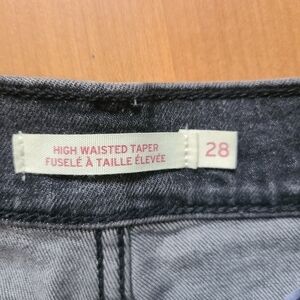 HIGH WAISTED TAPER
FUSELÉ À TAILLE ÉLEVÉE
28